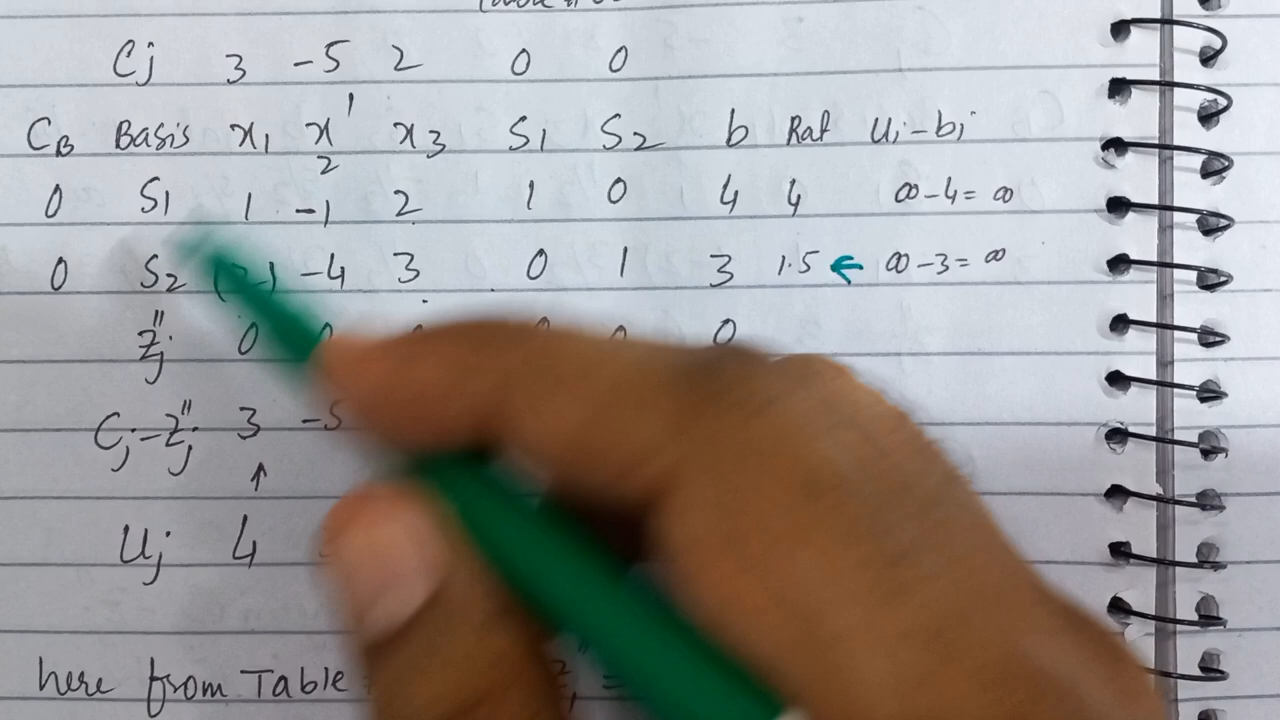 Cj 3 -5 2 0 0
CB Basis x1 x2' x3 S1 S2 b Rat Ui-bi
0 S1 1 -1 2 1 0 4 4 ∞-4=∞
0 S2 -4 3 0 1 3 1.5 ← ∞-3=∞
Zj" 0 0
Cj-Zj" 3 -5
↑
Uj 4
here from Table